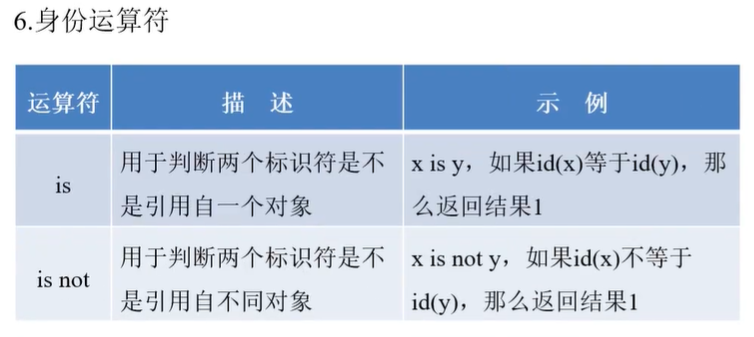 6.身份运算符
运算符 描 述 示 例
is 用于判断两个标识符是不是引用自一个对象 x is y，如果id(x)等于id(y)，那么返回结果1
is not 用于判断两个标识符是不是引用自不同对象 x is not y，如果id(x)不等于id(y)，那么返回结果1